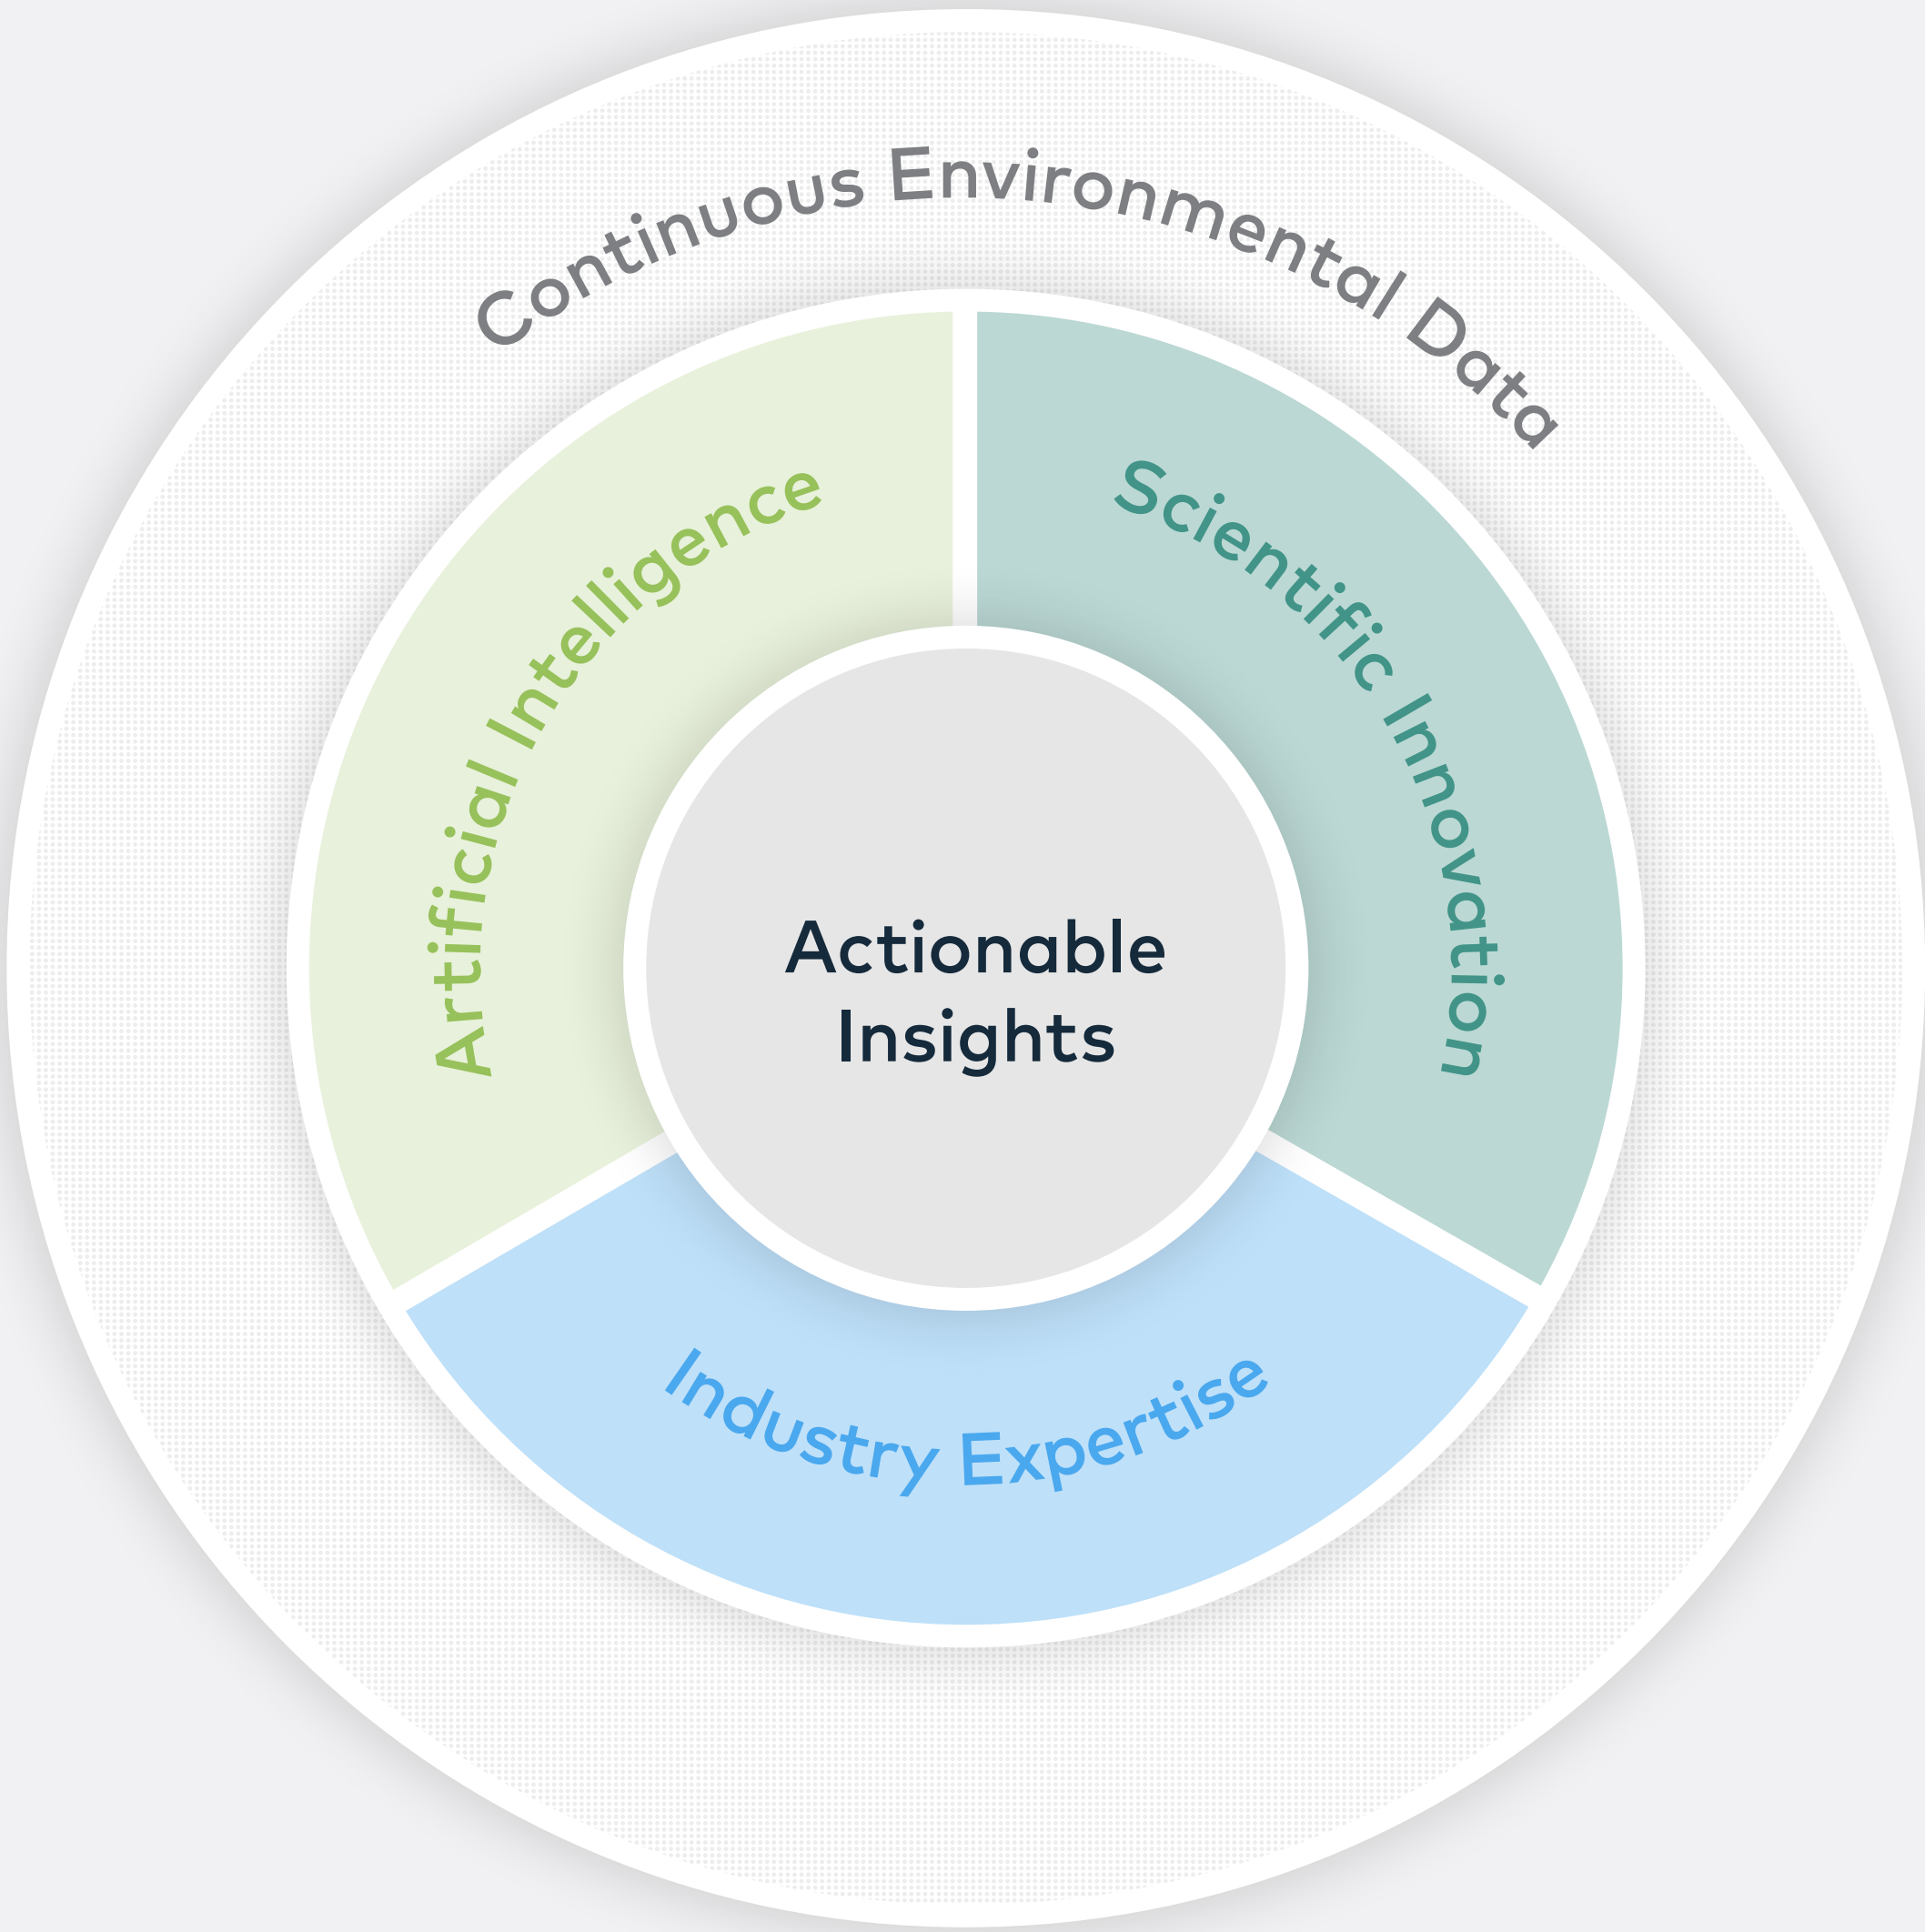 Continuous Environmental Data
Artificial Intelligence
Scientific Innovation
Actionable
Insights
Industry Expertise